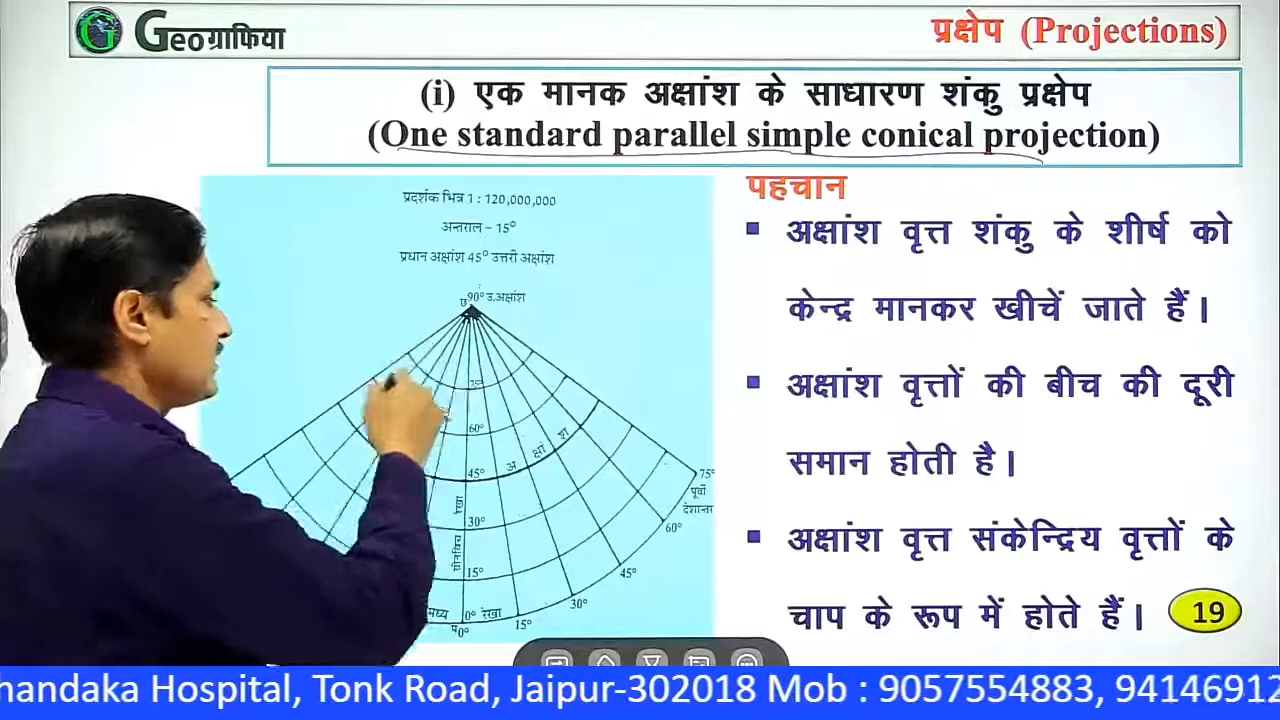 Geoग्राफिया
प्रक्षेप (Projections)
(i) एक मानक अक्षांश के साधारण शंकु प्रक्षेप
(One standard parallel simple conical projection)
प्रदर्शक भिन्न 1 : 120,000,000
अन्तराल – 15°
प्रधान अक्षांश 45° उत्तरी अक्षांश
90° उ.अक्षांश
75°
60°
45° अ क्षां श
30°
15°
मध्य 0° रेखा
रेखा
0°
15°
30°
45°
60°
75°
पूर्वी
देशान्तर
पहचान
▪ अक्षांश वृत्त शंकु के शीर्ष को
केन्द्र मानकर खीचें जाते हैं।
▪ अक्षांश वृत्तों की बीच की दूरी
समान होती है।
▪ अक्षांश वृत्त संकेन्द्रिय वृत्तों के
चाप के रूप में होते हैं।
19
handaka Hospital, Tonk Road, Jaipur-302018 Mob : 9057554883, 94146912